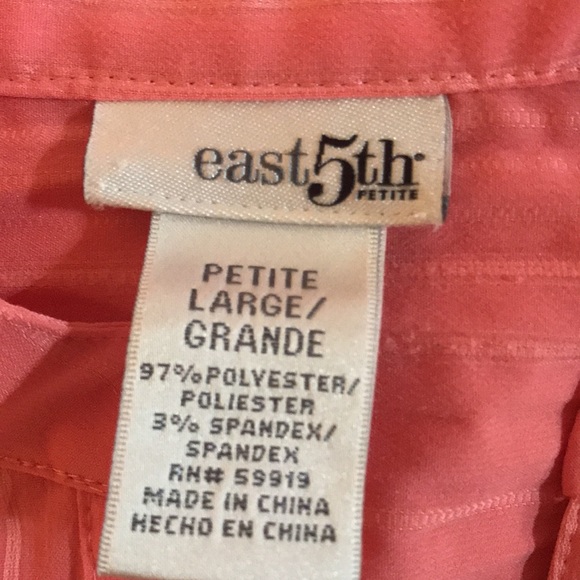 east5th
PETITE
PETITE
LARGE/
GRANDE
97%POLYESTER/
POLIESTER
3% SPANDEX/
SPANDEX
RN# 59919
MADE IN CHINA
HECHO EN CHINA